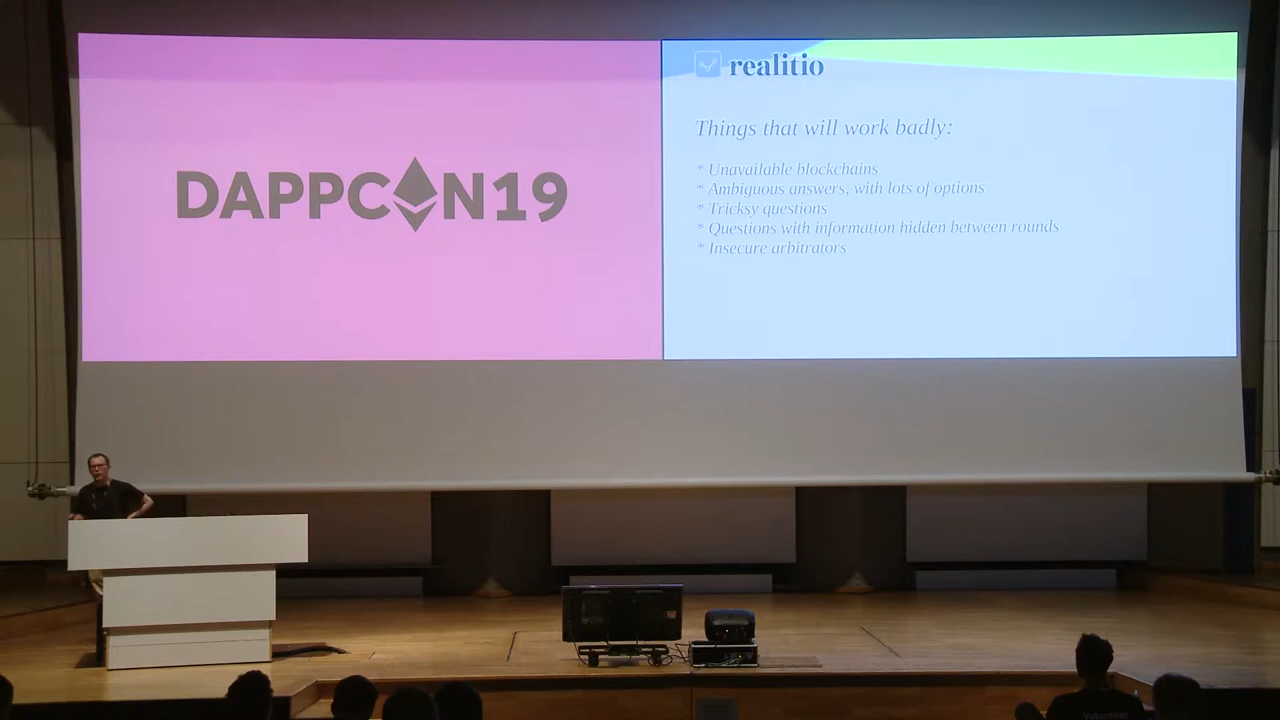 DAPPCON19
realitio
Things that will work badly:
* Unavailable blockchains
* Ambiguous answers, with lots of options
* Tricksy questions
* Questions with information hidden between rounds
* Insecure arbitrators